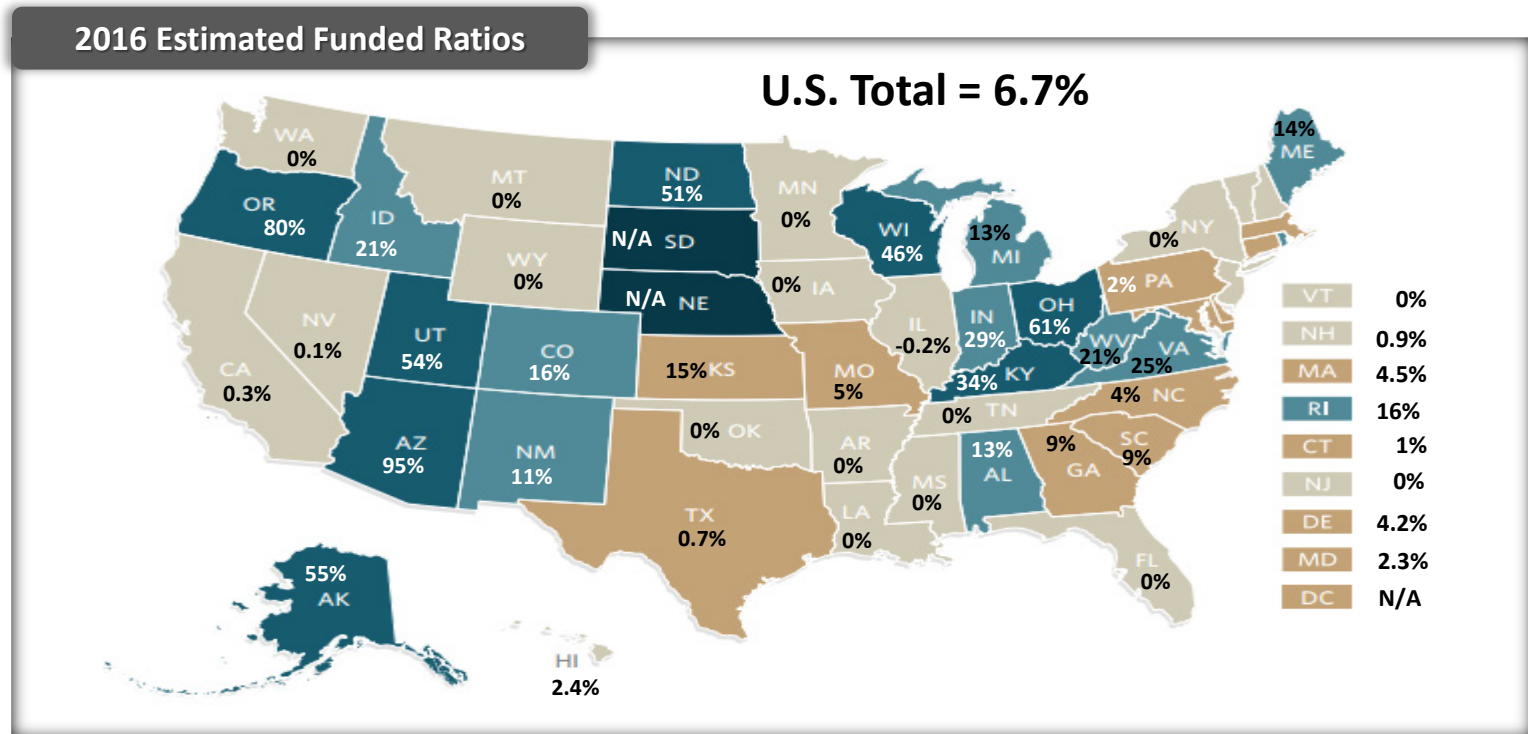 2016 Estimated Funded Ratios
U.S. Total = 6.7%
WA
0%
OR
80%
ID
21%
MT
0%
ND
51%
MN
0%
WI
46%
13%
MI
NY
0%
14%
ME
N/A SD
WY
0%
N/A NE
0% IA
IL
-0.2%
IN
29%
OH
61%
2% PA
CA
0.3%
NV
0.1%
UT
54%
CO
16%
15% KS
MO
5%
34% KY
WV
21%
VA
25%
AZ
95%
NM
11%
0% OK
AR
0%
0% TN
4% NC
SC
9%
9%
GA
13%
AL
MS
0%
LA
0%
TX
0.7%
FL
0%
55%
AK
HI
2.4%
VT 0%
NH 0.9%
MA 4.5%
RI 16%
CT 1%
NJ 0%
DE 4.2%
MD 2.3%
DC N/A